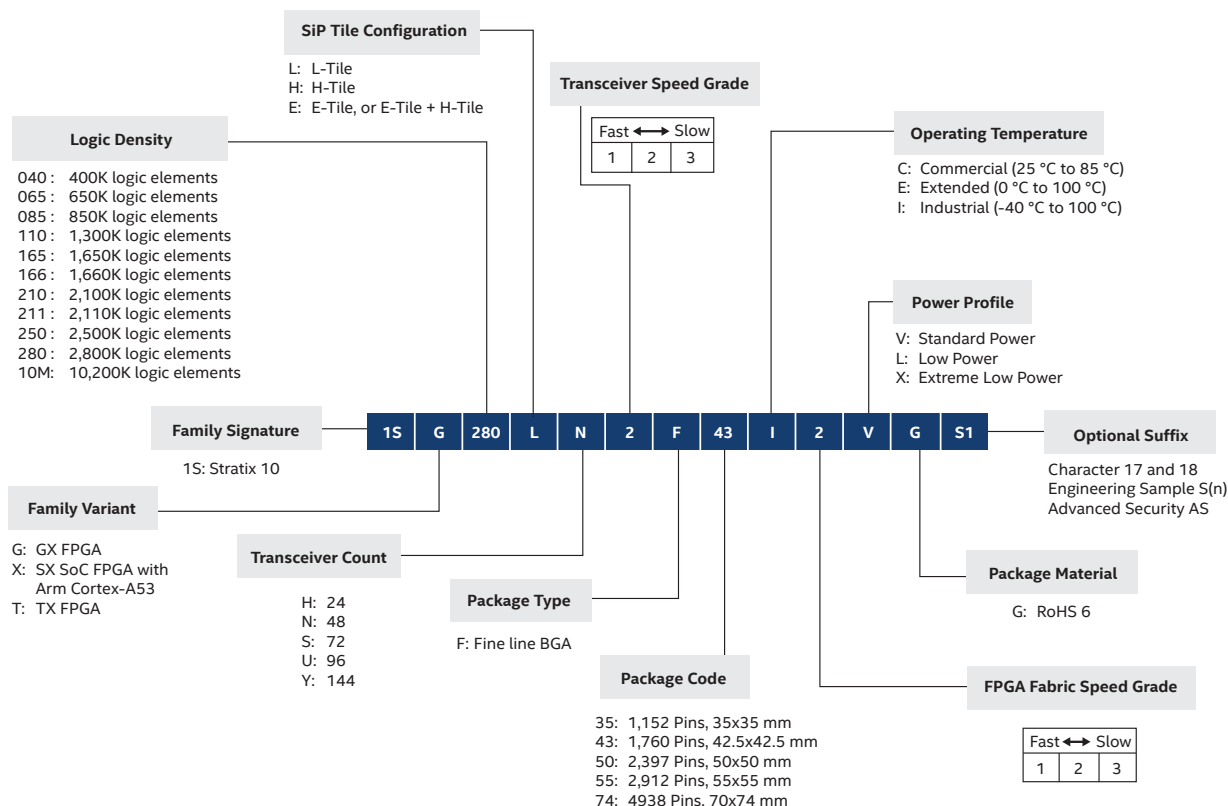 SiP Tile Configuration
L: L-Tile
H: H-Tile
E: E-Tile, or E-Tile + H-Tile
Transceiver Speed Grade
Fast ⟷ Slow
1 2 3
Operating Temperature
C: Commercial (25 °C to 85 °C)
E: Extended (0 °C to 100 °C)
I: Industrial (-40 °C to 100 °C)
Logic Density
040 : 400K logic elements
065 : 650K logic elements
085 : 850K logic elements
110 : 1,300K logic elements
165 : 1,650K logic elements
166 : 1,660K logic elements
210 : 2,100K logic elements
211 : 2,110K logic elements
250 : 2,500K logic elements
280 : 2,800K logic elements
10M: 10,200K logic elements
Power Profile
V: Standard Power
L: Low Power
X: Extreme Low Power
Family Signature
1S: Stratix 10
1S G 280 L N 2 F 43 I 2 V G S1
Optional Suffix
Character 17 and 18
Engineering Sample S(n)
Advanced Security AS
Family Variant
G: GX FPGA
X: SX SoC FPGA with
Arm Cortex-A53
T: TX FPGA
Transceiver Count
H: 24
N: 48
S: 72
U: 96
Y: 144
Package Type
F: Fine line BGA
Package Code
35: 1,152 Pins, 35x35 mm
43: 1,760 Pins, 42.5x42.5 mm
50: 2,397 Pins, 50x50 mm
55: 2,912 Pins, 55x55 mm
74: 4938 Pins, 70x74 mm
Package Material
G: RoHS 6
FPGA Fabric Speed Grade
Fast ⟷ Slow
1 2 3